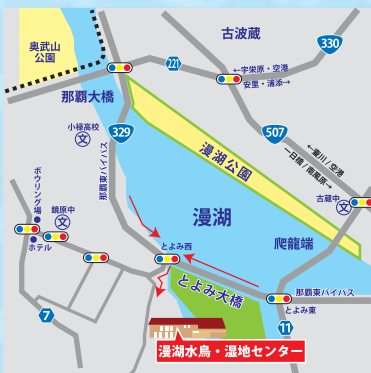 奥武山
公園
古波蔵
330
221
←宇栄原・空港
安里・浦添→
那覇大橋
小禄高校
文
329
507
漫湖公園
←壷川/空港
一日橋/南風原→
那覇東バイパス
古蔵中
文
ボウリング場
鏡原中
文
漫湖
とよみ西
爬龍端
ホテル
とよみ大橋
那覇東バイパス
とよみ東
7
11
漫湖水鳥・湿地センター